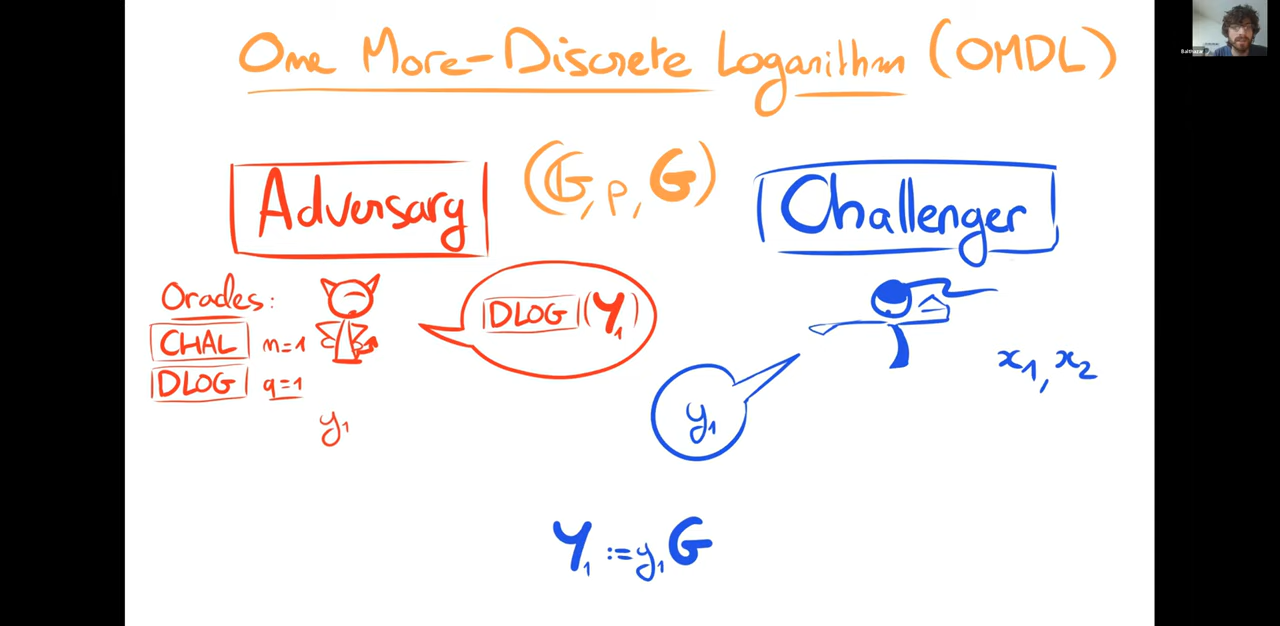 One More-Discrete Logarithm (OMDL)
(𝔾, p, G)
Adversary
Challenger
Oracles:
CHAL m=1
DLOG q=1
y₁
DLOG (Y₁)
y₁
x₁, x₂
Y₁ := y₁G
Balthazar